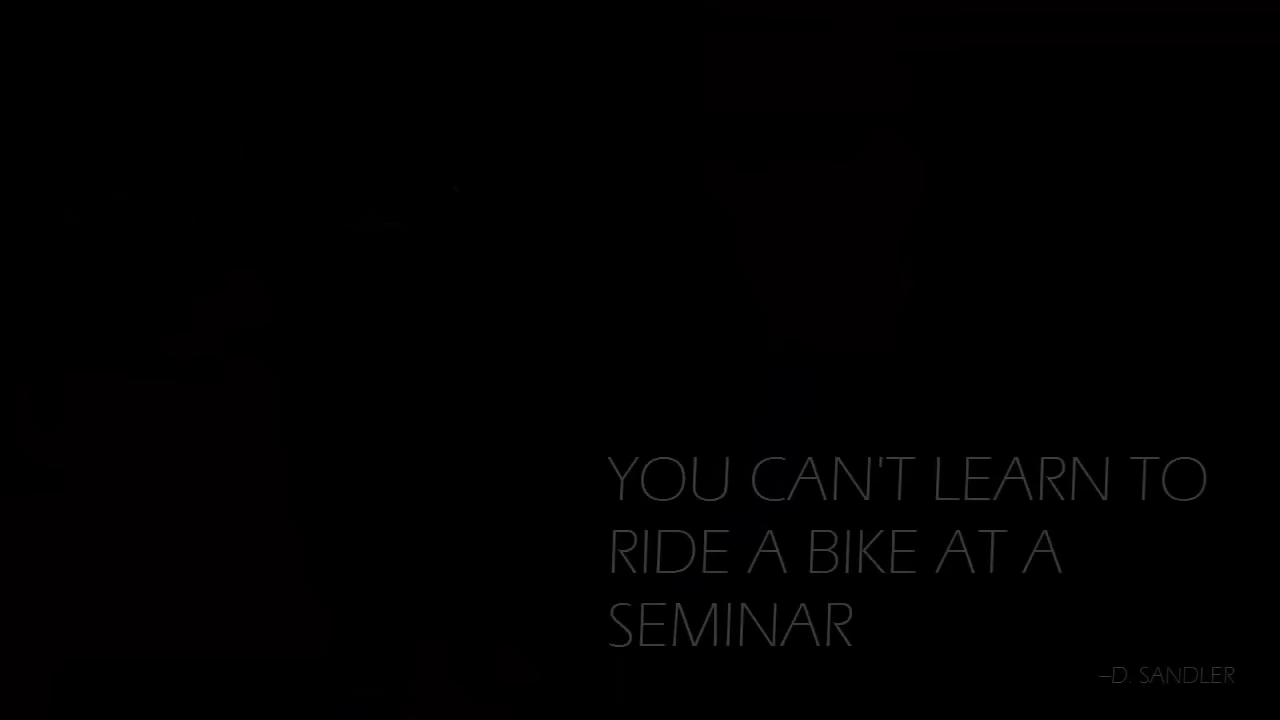 YOU CAN'T LEARN TO
RIDE A BIKE AT A
SEMINAR
–D. SANDLER